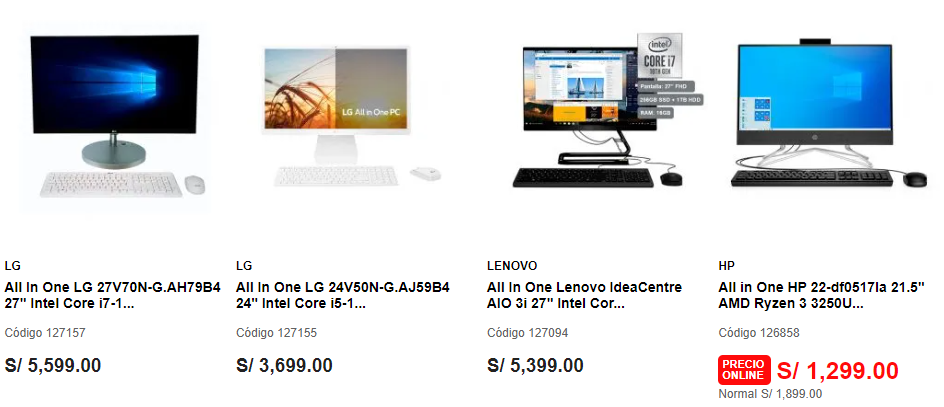 LG All in One PC
intel
CORE i7
10TH GEN
Pantalla: 27" FHD
256GB SSD + 1TB HDD
RAM: 16GB
LG
All In One LG 27V70N-G.AH79B4
27" Intel Core i7-1...
Código 127157
S/ 5,599.00
LG
All In One LG 24V50N-G.AJ59B4
24" Intel Core i5-1...
Código 127155
S/ 3,699.00
LENOVO
All In One Lenovo IdeaCentre
AIO 3i 27" Intel Cor...
Código 127094
S/ 5,399.00
HP
All in One HP 22-df0517la 21.5"
AMD Ryzen 3 3250U...
Código 126858
PRECIO
ONLINE
S/ 1,299.00
Normal S/ 1,899.00